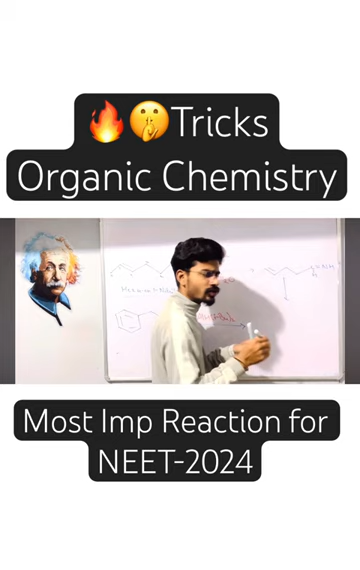 🔥🤫Tricks
Organic Chemistry
Most Imp Reaction for
NEET-2024